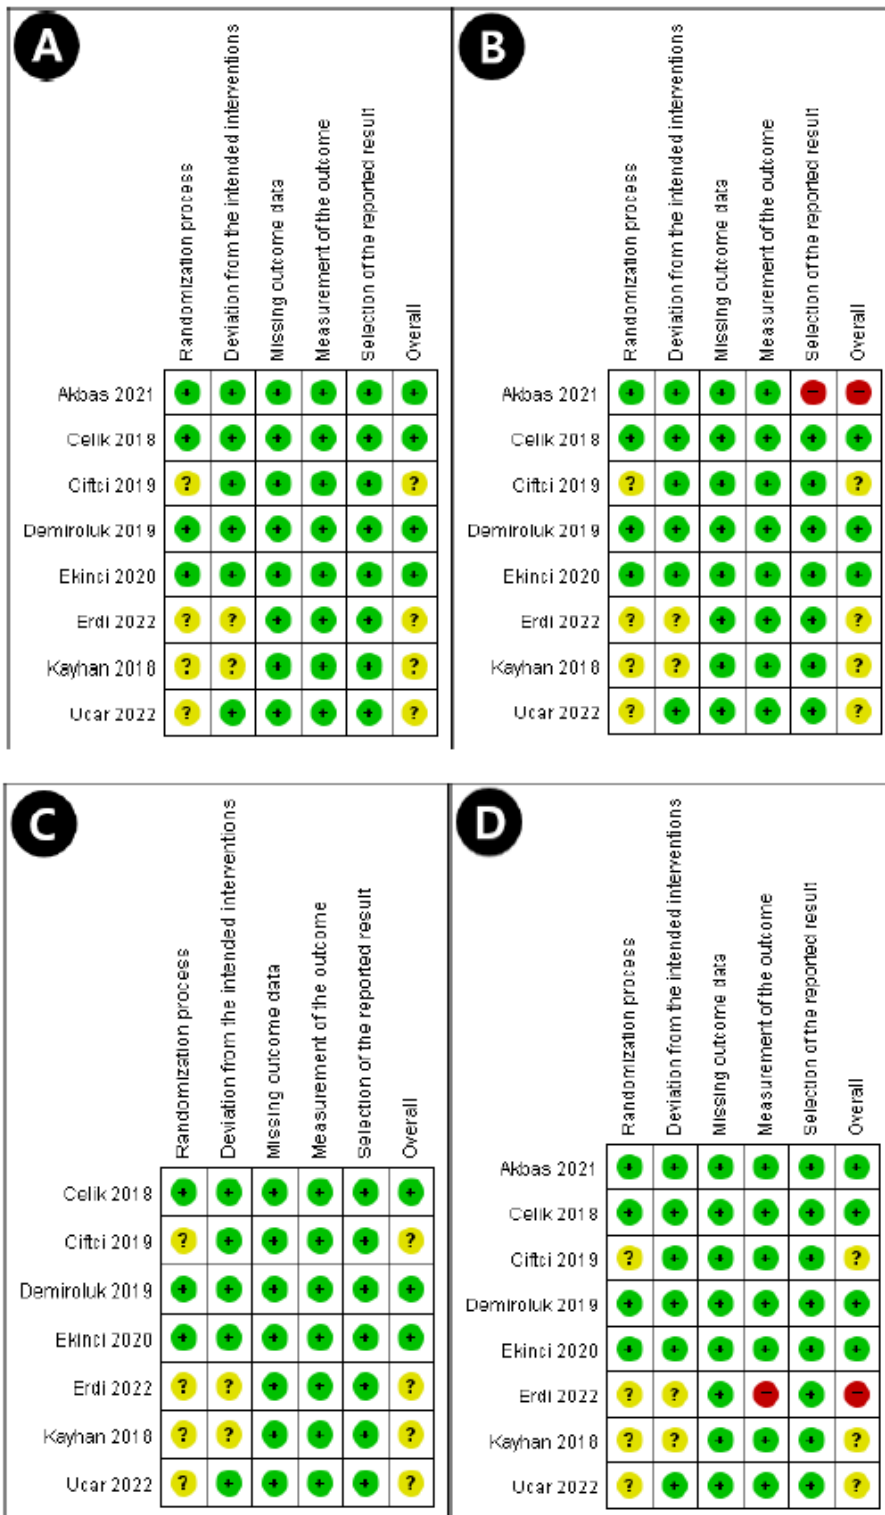 A
Randomization process
Deviation from the intended interventions
Missing outcome data
Measurement of the outcome
Selection of the reported result
Overall
Akbas 2021 + + + + + +
Celik 2018 + + + + + +
Ciftci 2019 ? + + + + ?
Demiroluk 2019 + + + + + +
Ekinci 2020 + + + + + +
Erdi 2022 ? ? + + + ?
Kayhan 2018 ? ? + + + ?
Ucar 2022 ? + + + + ?
B
Randomization process
Deviation from the intended interventions
Missing outcome data
Measurement of the outcome
Selection of the reported result
Overall
Akbas 2021 + + + + − −
Celik 2018 + + + + + +
Ciftci 2019 ? + + + + ?
Demiroluk 2019 + + + + + +
Ekinci 2020 + + + + + +
Erdi 2022 ? ? + + + ?
Kayhan 2018 ? ? + + + ?
Ucar 2022 ? + + + + ?
C
Randomization process
Deviation from the intended interventions
Missing outcome data
Measurement of the outcome
Selection of the reported result
Overall
Celik 2018 + + + + + +
Ciftci 2019 ? + + + + ?
Demiroluk 2019 + + + + + +
Ekinci 2020 + + + + + +
Erdi 2022 ? ? + + + ?
Kayhan 2018 ? ? + + + ?
Ucar 2022 ? + + + + ?
D
Randomization process
Deviation from the intended interventions
Missing outcome data
Measurement of the outcome
Selection of the reported result
Overall
Akbas 2021 + + + + + +
Celik 2018 + + + + + +
Ciftci 2019 ? + + + + ?
Demiroluk 2019 + + + + + +
Ekinci 2020 + + + + + +
Erdi 2022 ? ? + − + −
Kayhan 2018 ? ? + + + ?
Ucar 2022 ? + + + + ?